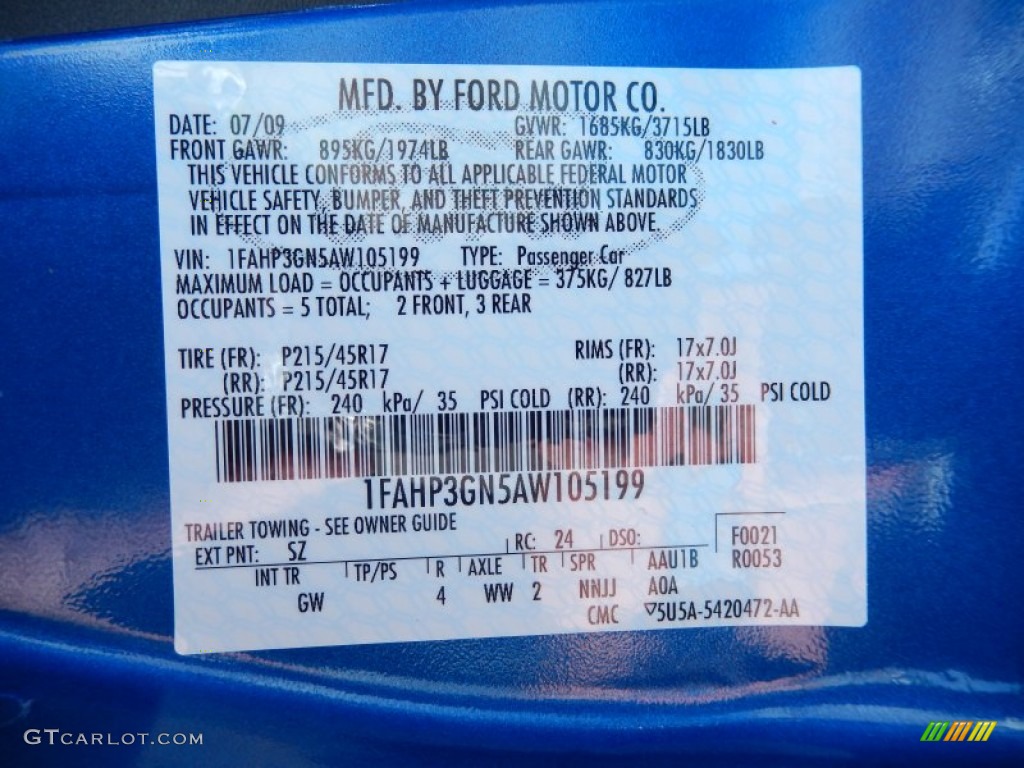 MFD. BY FORD MOTOR CO.
DATE: 07/09 GVWR: 1685KG/3715LB
FRONT GAWR: 895KG/1974LB REAR GAWR: 830KG/1830LB
THIS VEHICLE CONFORMS TO ALL APPLICABLE FEDERAL MOTOR
VEHICLE SAFETY, BUMPER, AND THEFT PREVENTION STANDARDS
IN EFFECT ON THE DATE OF MANUFACTURE SHOWN ABOVE.
VIN: 1FAHP3GN5AW105199 TYPE: Passenger Car
MAXIMUM LOAD = OCCUPANTS + LUGGAGE = 375KG/ 827LB
OCCUPANTS = 5 TOTAL; 2 FRONT, 3 REAR
TIRE (FR): P215/45R17 RIMS (FR): 17x7.0J
(RR): P215/45R17 (RR): 17x7.0J
PRESSURE (FR): 240 kPa/ 35 PSI COLD (RR): 240 kPa/ 35 PSI COLD
1FAHP3GN5AW105199
TRAILER TOWING - SEE OWNER GUIDE
EXT PNT: SZ RC: 24 DSO: F0021
INT TR TP/PS R AXLE TR SPR AAU1B R0053
GW 4 WW 2 NNJJ A0A
CMC ▽5U5A-5420472-AA
GTCARLOT.COM